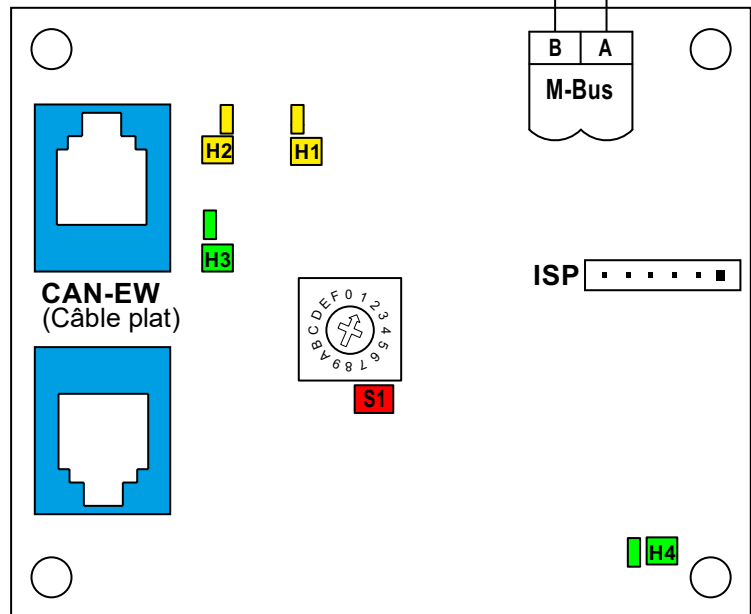 B A
M-Bus
H2 H1
H3
ISP
CAN-EW
(Câble plat)
0 1 2 3 4 5 6 7 8 9 A B C D E F
S1
H4